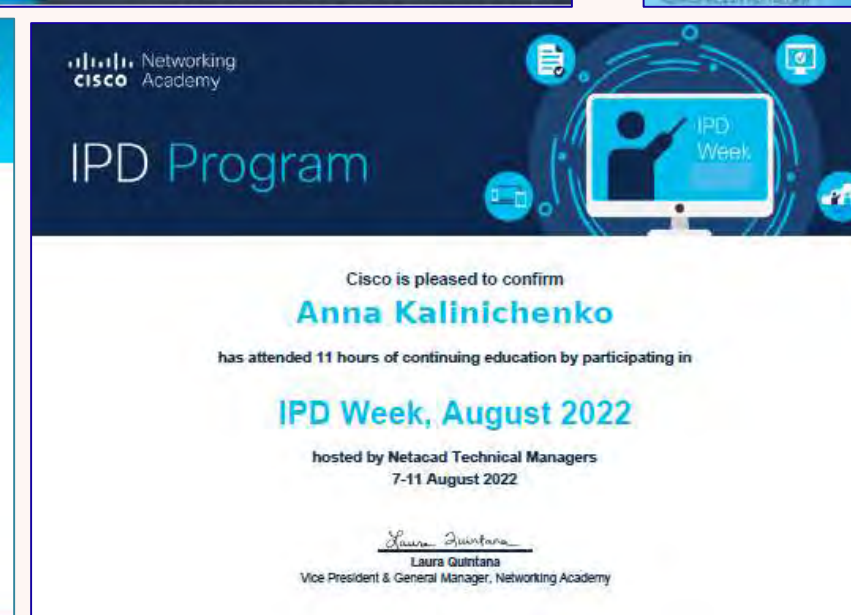 Networking
CISCO Academy
IPD Program
IPD
Week
Cisco is pleased to confirm
Anna Kalinichenko
has attended 11 hours of continuing education by participating in
IPD Week, August 2022
hosted by Netacad Technical Managers
7-11 August 2022
Laura Quintana
Laura Quintana
Vice President & General Manager, Networking Academy